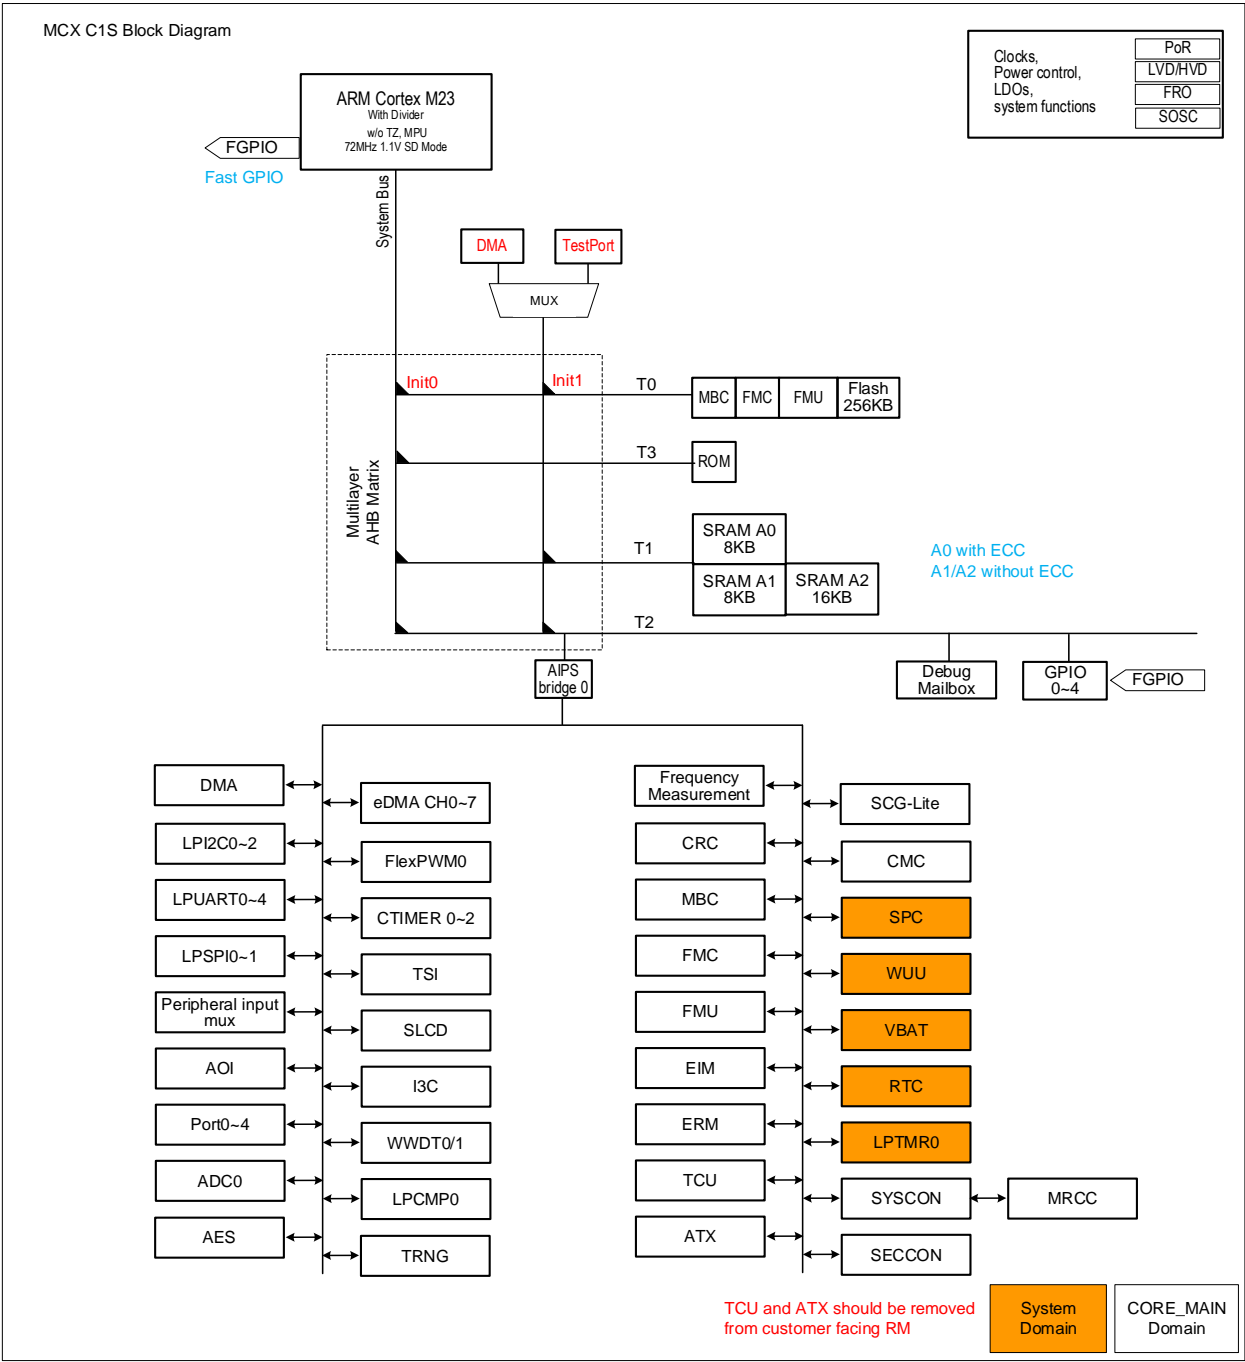 MCX C1S Block Diagram
Clocks,
Power control,
LDOs,
system functions
PoR
LVD/HVD
FRO
SOSC
ARM Cortex M23
With Divider
w/o TZ, MPU
72MHz 1.1V SD Mode
FGPIO
Fast GPIO
System Bus
DMA
TestPort
MUX
Init0
Init1
T0
MBC
FMC
FMU
Flash
256KB
T3
ROM
Multilayer
AHB Matrix
T1
SRAM A0
8KB
SRAM A1
8KB
SRAM A2
16KB
A0 with ECC
A1/A2 without ECC
T2
AIPS
bridge 0
Debug
Mailbox
GPIO
0~4
FGPIO
DMA
eDMA CH0~7
LPI2C0~2
FlexPWM0
LPUART0~4
CTIMER 0~2
LPSPI0~1
TSI
Peripheral input
mux
SLCD
AOI
I3C
Port0~4
WWDT0/1
ADC0
LPCMP0
AES
TRNG
Frequency
Measurement
SCG-Lite
CRC
CMC
MBC
SPC
FMC
WUU
FMU
VBAT
EIM
RTC
ERM
LPTMR0
TCU
SYSCON
MRCC
ATX
SECCON
TCU and ATX should be removed
from customer facing RM
System
Domain
CORE_MAIN
Domain